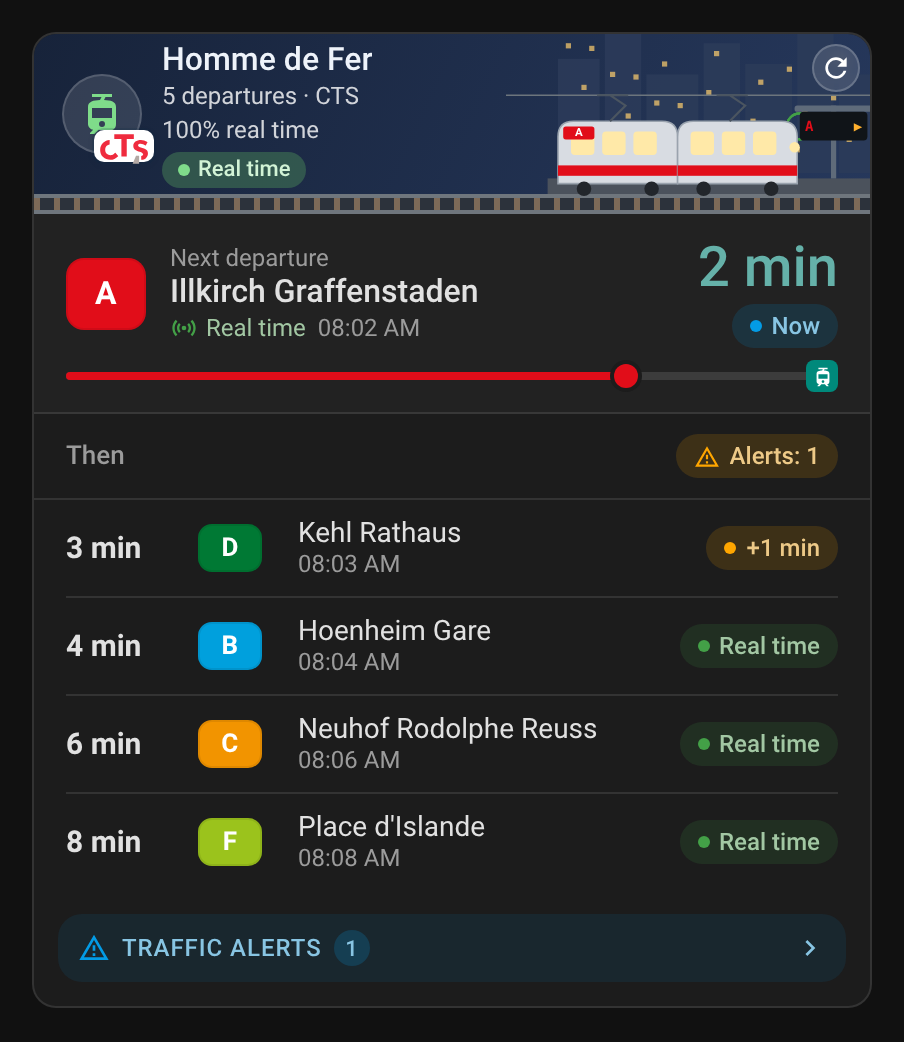 Homme de Fer
5 departures · CTS
100% real time
cTs
Real time
A
A
A
Next departure
Illkirch Graffenstaden
Real time 08:02 AM
2 min
Now
Then
Alerts: 1
3 min
D
Kehl Rathaus
08:03 AM
+1 min
4 min
B
Hoenheim Gare
08:04 AM
Real time
6 min
C
Neuhof Rodolphe Reuss
08:06 AM
Real time
8 min
F
Place d'Islande
08:08 AM
Real time
TRAFFIC ALERTS 1